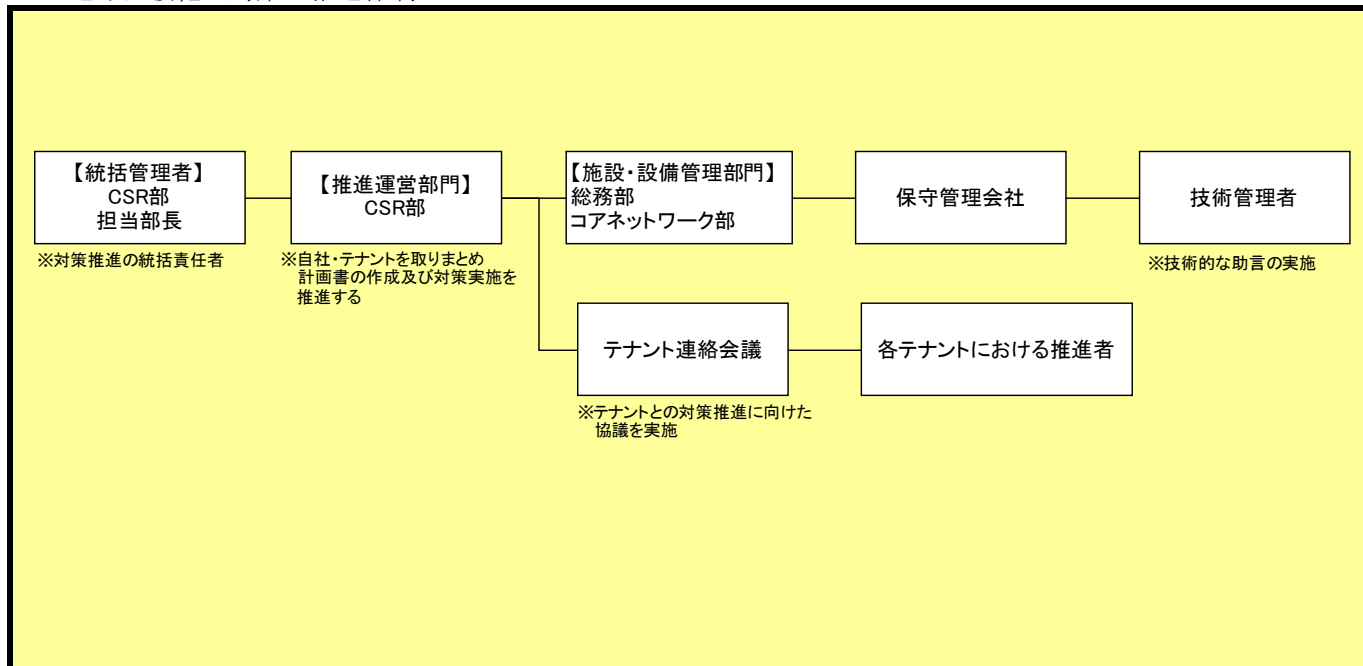 【統括管理者】
CSR部
担当部長
※対策推進の統括責任者
【推進運営部門】
CSR部
※自社・テナントを取りまとめ
計画書の作成及び対策実施を
推進する
【施設・設備管理部門】
総務部
コアネットワーク部
保守管理会社
技術管理者
※技術的な助言の実施
テナント連絡会議
※テナントとの対策推進に向けた
協議を実施
各テナントにおける推進者